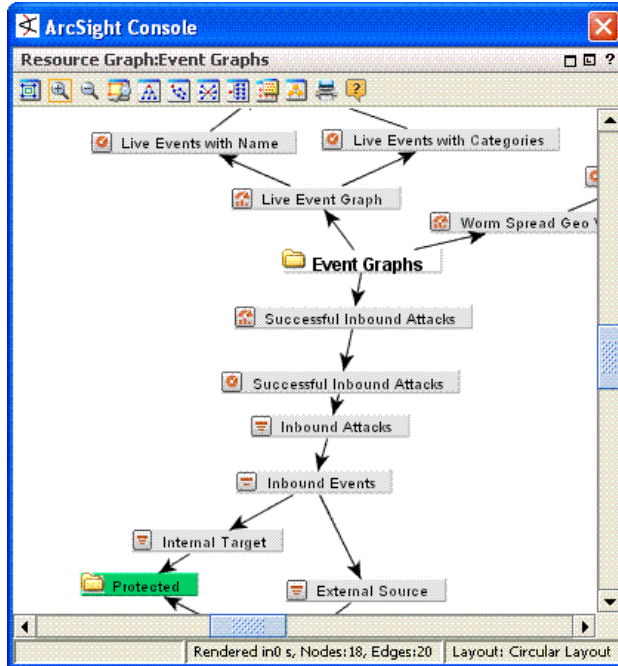 ArcSight Console
Resource Graph:Event Graphs
Live Events with Name
Live Events with Categories
Live Event Graph
Worm Spread Geo
Event Graphs
Successful Inbound Attacks
Successful Inbound Attacks
Inbound Attacks
Inbound Events
Internal Target
Protected
External Source
Rendered in0 s, Nodes:18, Edges:20
Layout: Circular Layout